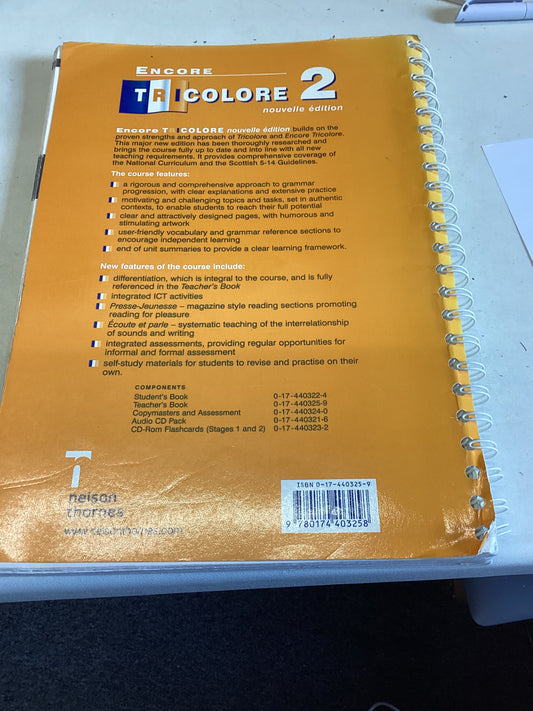 ENCORE
TRICOLORE 2
nouvelle édition
Encore TRICOLORE nouvelle édition builds on the
proven strengths and approach of Tricolore and Encore Tricolore.
This major new edition has been thoroughly researched and
brings the course fully up to date and into line with all new
teaching requirements. It provides comprehensive coverage of
the National Curriculum and the Scottish 5-14 Guidelines.
The course features:
a rigorous and comprehensive approach to grammar
progression, with clear explanations and extensive practice
motivating and challenging topics and tasks, set in authentic
contexts, to enable students to reach their full potential
clear and attractively designed pages, with humorous and
stimulating artwork
user-friendly vocabulary and grammar reference sections to
encourage independent learning
end of unit summaries to provide a clear learning framework.
New features of the course include:
differentiation, which is integral to the course, and is fully
referenced in the Teacher's Book
integrated ICT activities
Presse-Jeunesse – magazine style reading sections promoting
reading for pleasure
Écoute et parle – systematic teaching of the interrelationship
of sounds and writing
integrated assessments, providing regular opportunities for
informal and formal assessment
self-study materials for students to revise and practise on their
own.
COMPONENTS
Student's Book 0-17-440322-4
Teacher's Book 0-17-440325-9
Copymasters and Assessment 0-17-440324-0
Audio CD Pack 0-17-440321-6
CD-Rom Flashcards (Stages 1 and 2) 0-17-440323-2
nelson
thornes
www.nelsonthornes.com
ISBN 0-17-440325-9
9 780174 403258